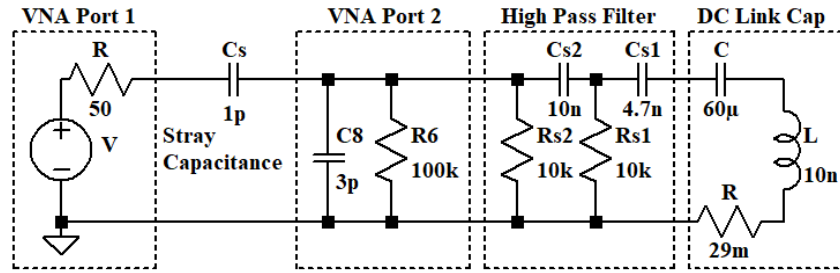 VNA Port 1
VNA Port 2
High Pass Filter
DC Link Cap
R
50
V
+
−
Cs
1p
Stray
Capacitance
C8
3p
R6
100k
Cs2
10n
Cs1
4.7n
Rs2
10k
Rs1
10k
C
60µ
L
10n
R
29m